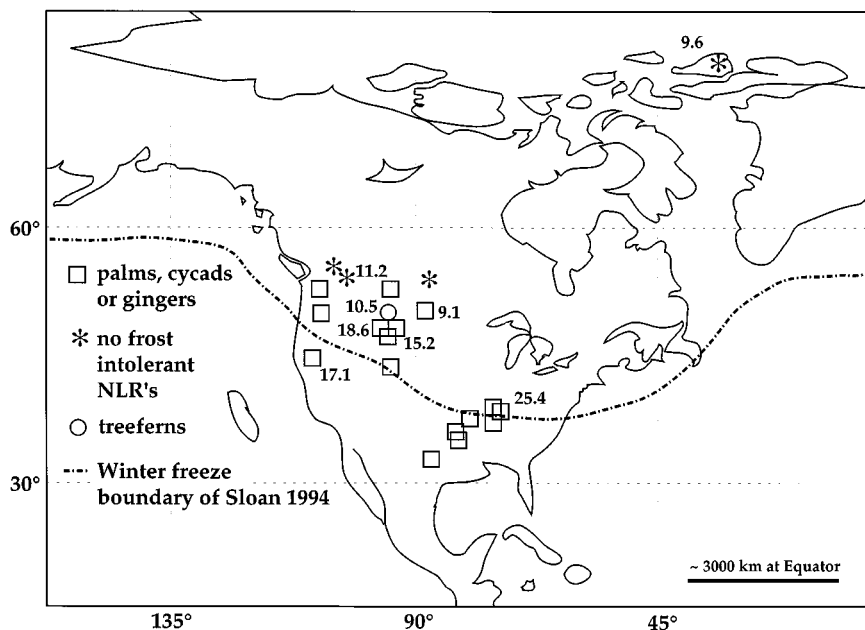 9.6
60°
11.2
palms, cycads
or gingers
10.5
9.1
18.6
15.2
* no frost
intolerant
NLR's
17.1
25.4
treeferns
Winter freeze
boundary of Sloan 1994
30°
~ 3000 km at Equator
135°
90°
45°